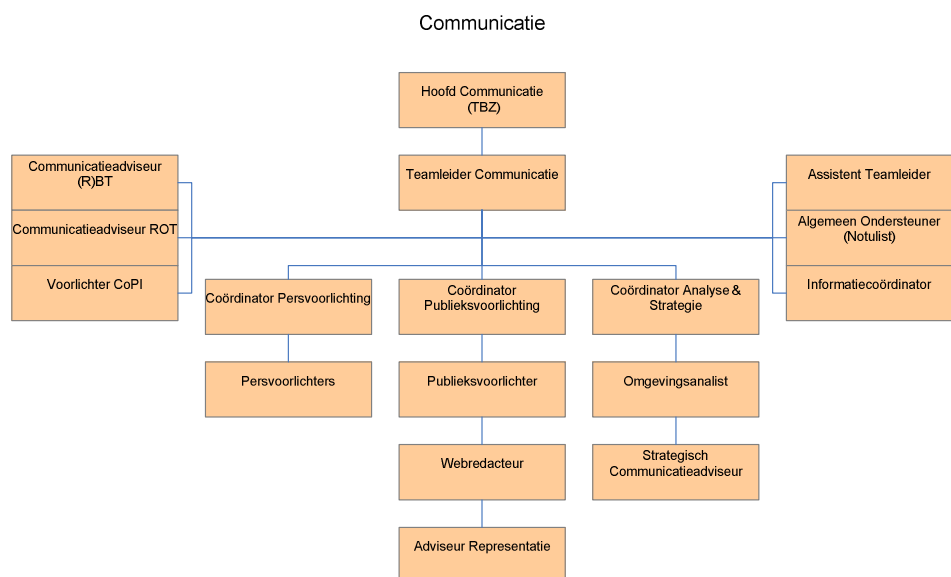 Communicatie
Hoofd Communicatie
(TBZ)
Teamleider Communicatie
Communicatieadviseur
(R)BT
Communicatieadviseur ROT
Voorlichter CoPI
Assistent Teamleider
Algemeen Ondersteuner
(Notulist)
Informatiecoördinator
Coördinator Persvoorlichting
Persvoorlichters
Coördinator
Publieksvoorlichting
Publieksvoorlichter
Webredacteur
Adviseur Representatie
Coördinator Analyse &
Strategie
Omgevingsanalist
Strategisch
Communicatieadviseur